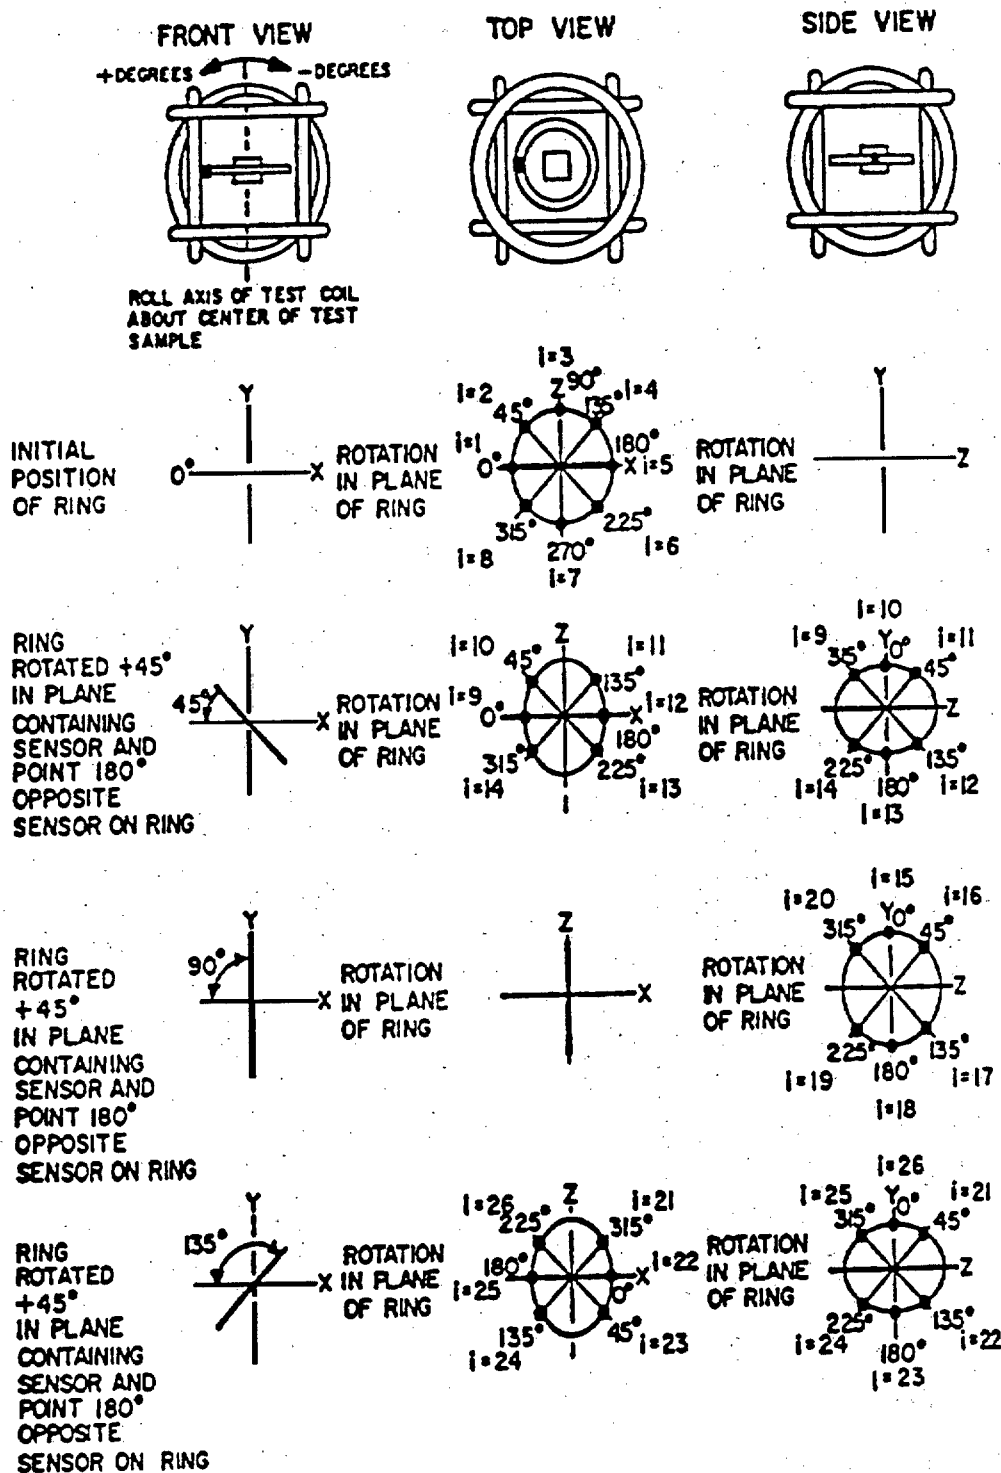 FRONT VIEW
TOP VIEW
SIDE VIEW
+DEGREES
-DEGREES
ROLL AXIS OF TEST COIL
ABOUT CENTER OF TEST
SAMPLE
INITIAL
POSITION
OF RING
Y
0°
X
ROTATION
IN PLANE
OF RING
i=3
Z 90°
i=2
45°
135° i=4
i=1
0°
180°
X i=5
315°
225°
i=8
270°
i=6
i=7
ROTATION
IN PLANE
OF RING
Y
Z
RING
ROTATED +45°
IN PLANE
CONTAINING
SENSOR AND
POINT 180°
OPPOSITE
SENSOR ON RING
Y
45°
X
ROTATION
IN PLANE
OF RING
Z
i=10
45°
i=11
135°
i=9
0°
X
i=12
180°
315°
225°
i=14
i=13
ROTATION
IN PLANE
OF RING
i=10
i=9
Y 0°
i=11
315°
45°
Z
225°
135°
i=14
180°
i=12
i=13
RING
ROTATED
+45°
IN PLANE
CONTAINING
SENSOR AND
POINT 180°
OPPOSITE
SENSOR ON RING
Y
90°
X
ROTATION
IN PLANE
OF RING
Z
X
ROTATION
IN PLANE
OF RING
i=15
i=20
Y 0°
i=16
315°
45°
Z
225°
135°
i=19
180°
i=17
i=18
RING
ROTATED
+45°
IN PLANE
CONTAINING
SENSOR AND
POINT 180°
OPPOSITE
SENSOR ON RING
Y
135°
X
ROTATION
IN PLANE
OF RING
Z
i=26
225°
i=21
315°
180°
X
i=22
i=25
0°
135°
45°
i=24
i=23
ROTATION
IN PLANE
OF RING
i=26
i=25
Y 0°
i=21
315°
45°
Z
225°
135°
i=24
180°
i=22
i=23